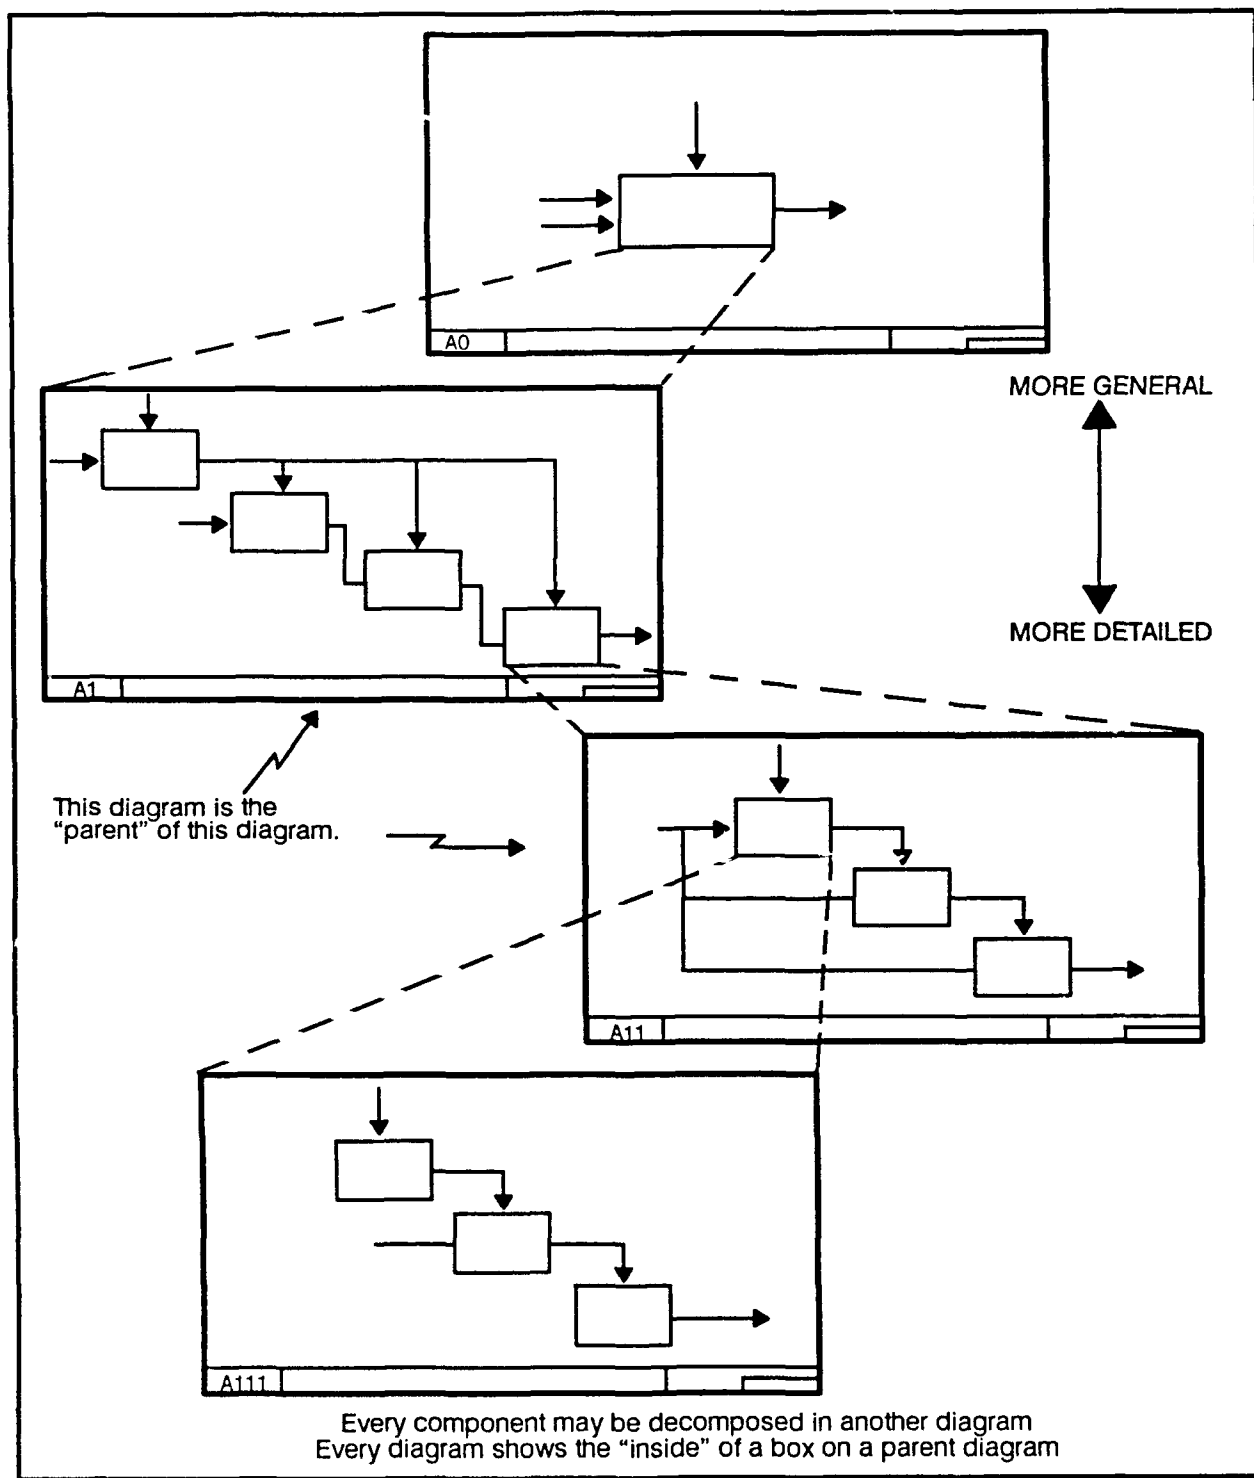 A0
MORE GENERAL
MORE DETAILED
A1
This diagram is the
“parent” of this diagram.
A11
A111
Every component may be decomposed in another diagram
Every diagram shows the “inside” of a box on a parent diagram